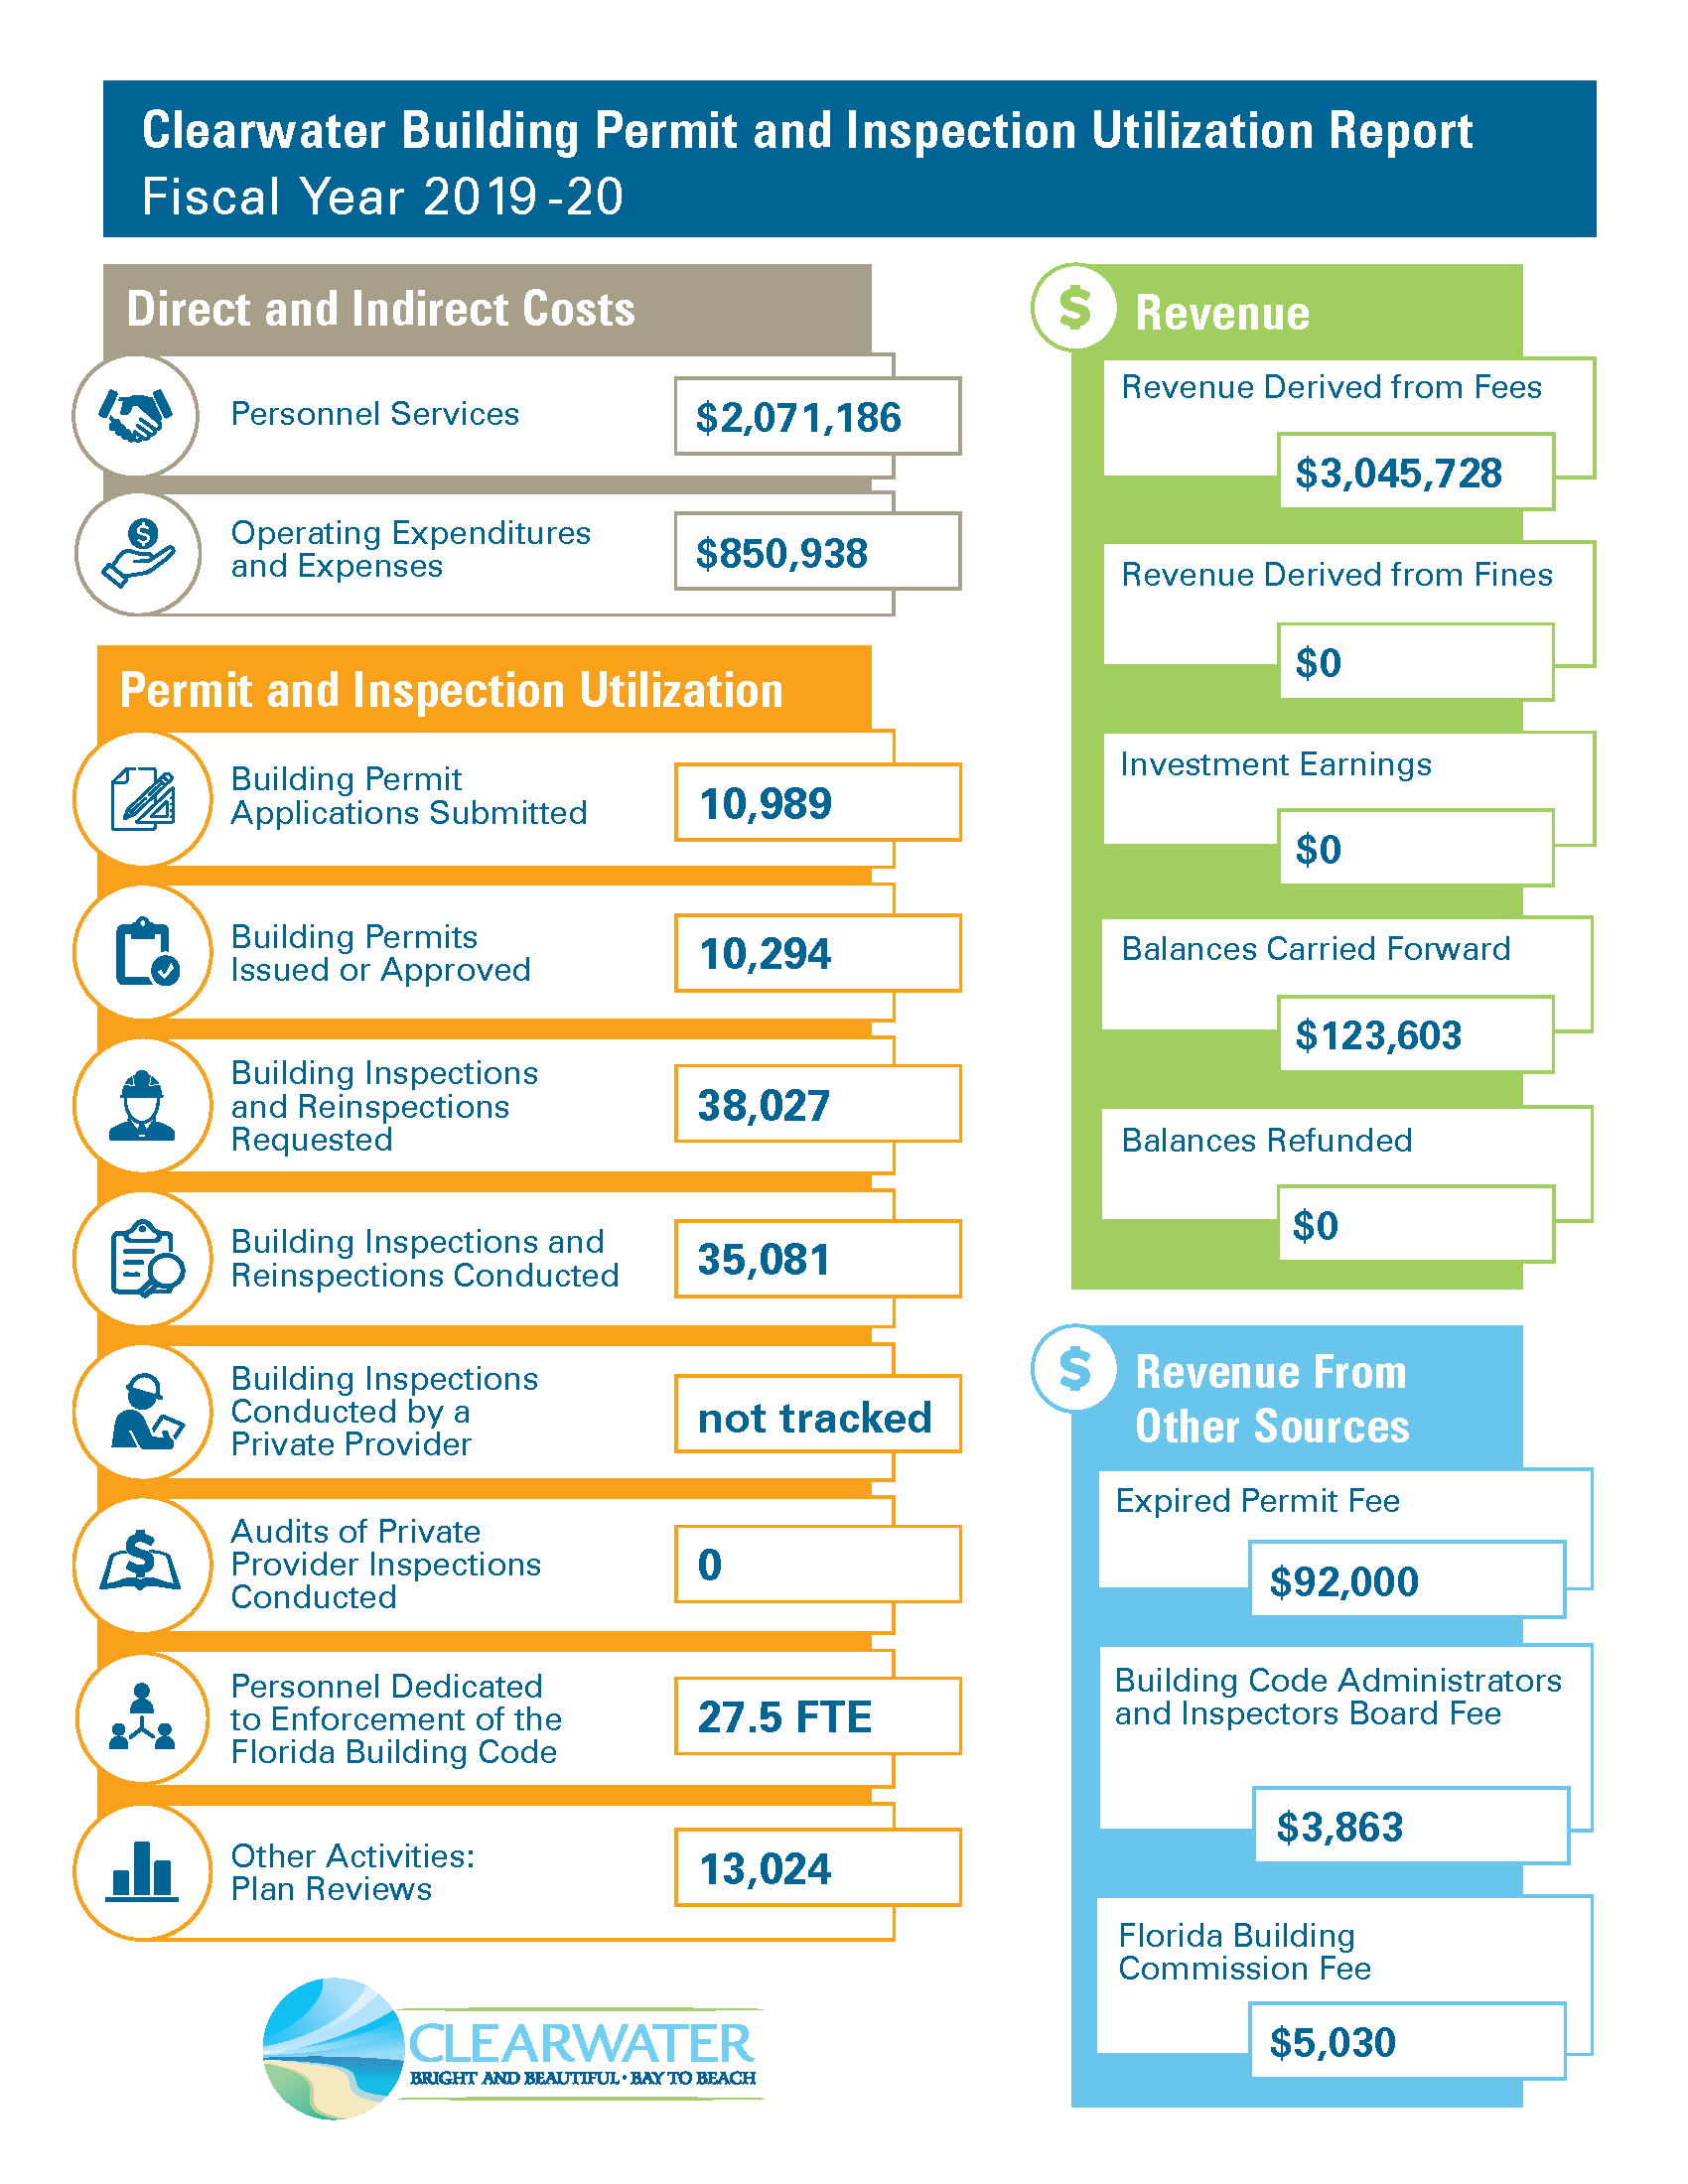 Clearwater Building Permit and Inspection Utilization Report
Fiscal Year 2019-20
Direct and Indirect Costs
Personnel Services
$2,071,186
Operating Expenditures
and Expenses
$850,938
Permit and Inspection Utilization
Building Permit
Applications Submitted
10,989
Building Permits
Issued or Approved
10,294
Building Inspections
and Reinspections
Requested
38,027
Building Inspections and
Reinspections Conducted
35,081
Building Inspections
Conducted by a
Private Provider
not tracked
$
Audits of Private
Provider Inspections
Conducted
0
Personnel Dedicated
to Enforcement of the
Florida Building Code
27.5 FTE
Other Activities:
Plan Reviews
13,024
CLEARWATER
BRIGHT AND BEAUTIFUL • BAY TO BEACH
$ Revenue
Revenue Derived from Fees
$3,045,728
Revenue Derived from Fines
$0
Investment Earnings
$0
Balances Carried Forward
$123,603
Balances Refunded
$0
$ Revenue From
Other Sources
Expired Permit Fee
$92,000
Building Code Administrators
and Inspectors Board Fee
$3,863
Florida Building
Commission Fee
$5,030